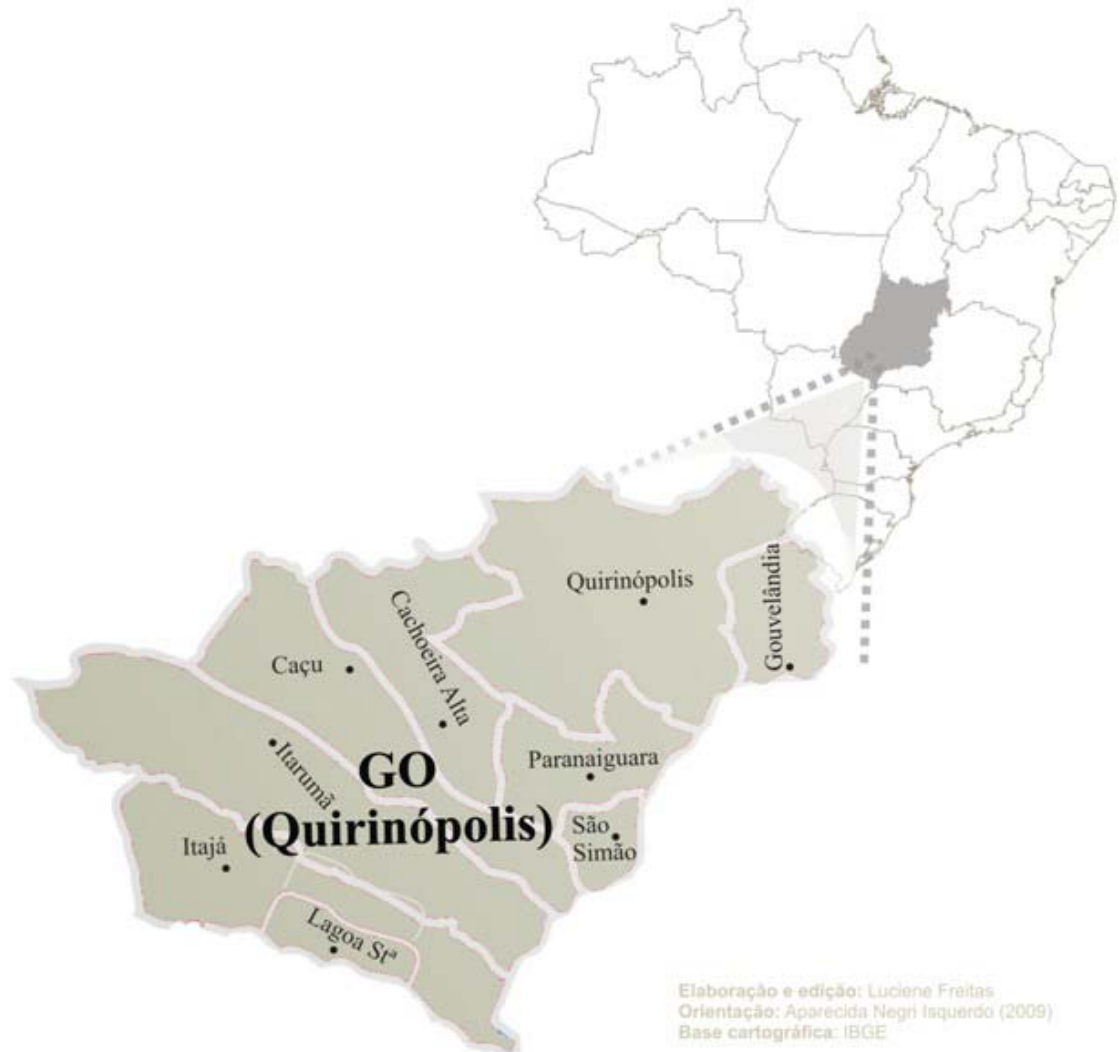 Quirinópolis
Gouvelândia
Cachoeira Alta
Caçu
Itarumã
GO
(Quirinópolis)
Paranaiguara
São
Simão
Itajá
Lagoa Stª
Elaboração e edição: Luciene Freitas
Orientação: Aparecida Negri Isquerdo (2009)
Base cartográfica: IBGE